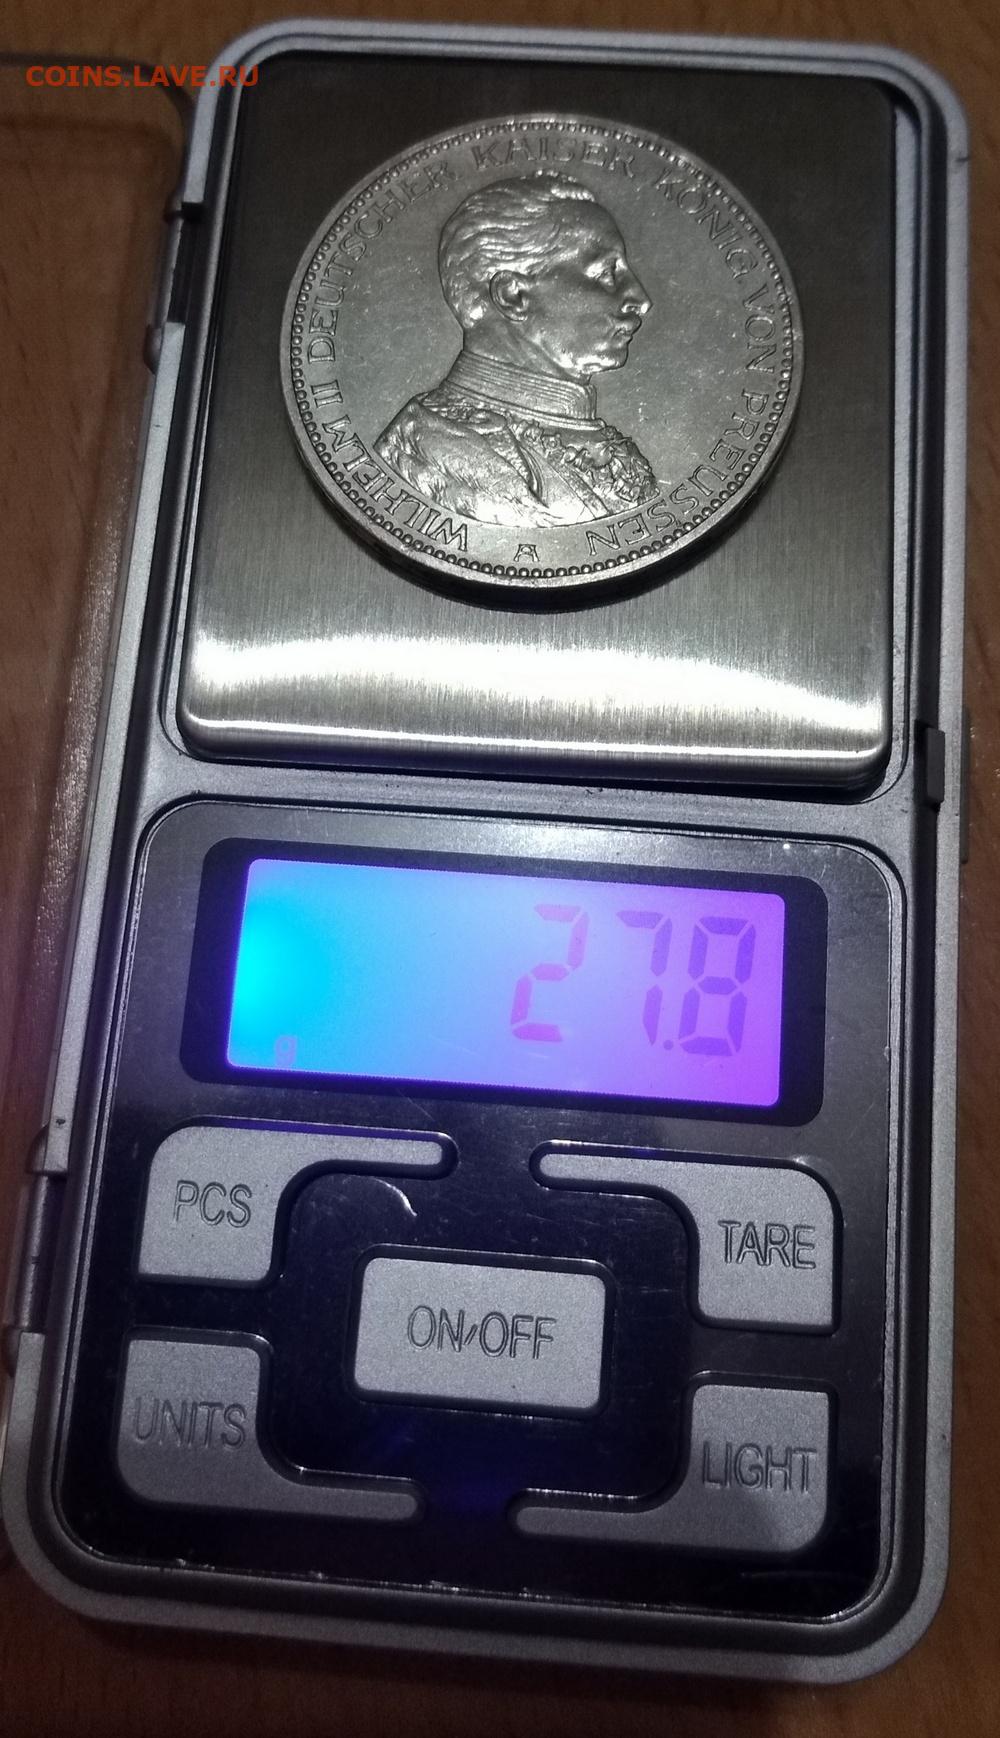 COINS.LAVE.RU
WILHELM II DEUTSCHER KAISER KÖNIG VON PREUSSEN
A
27.8
g
PCS
TARE
ON/OFF
UNITS
LIGHT